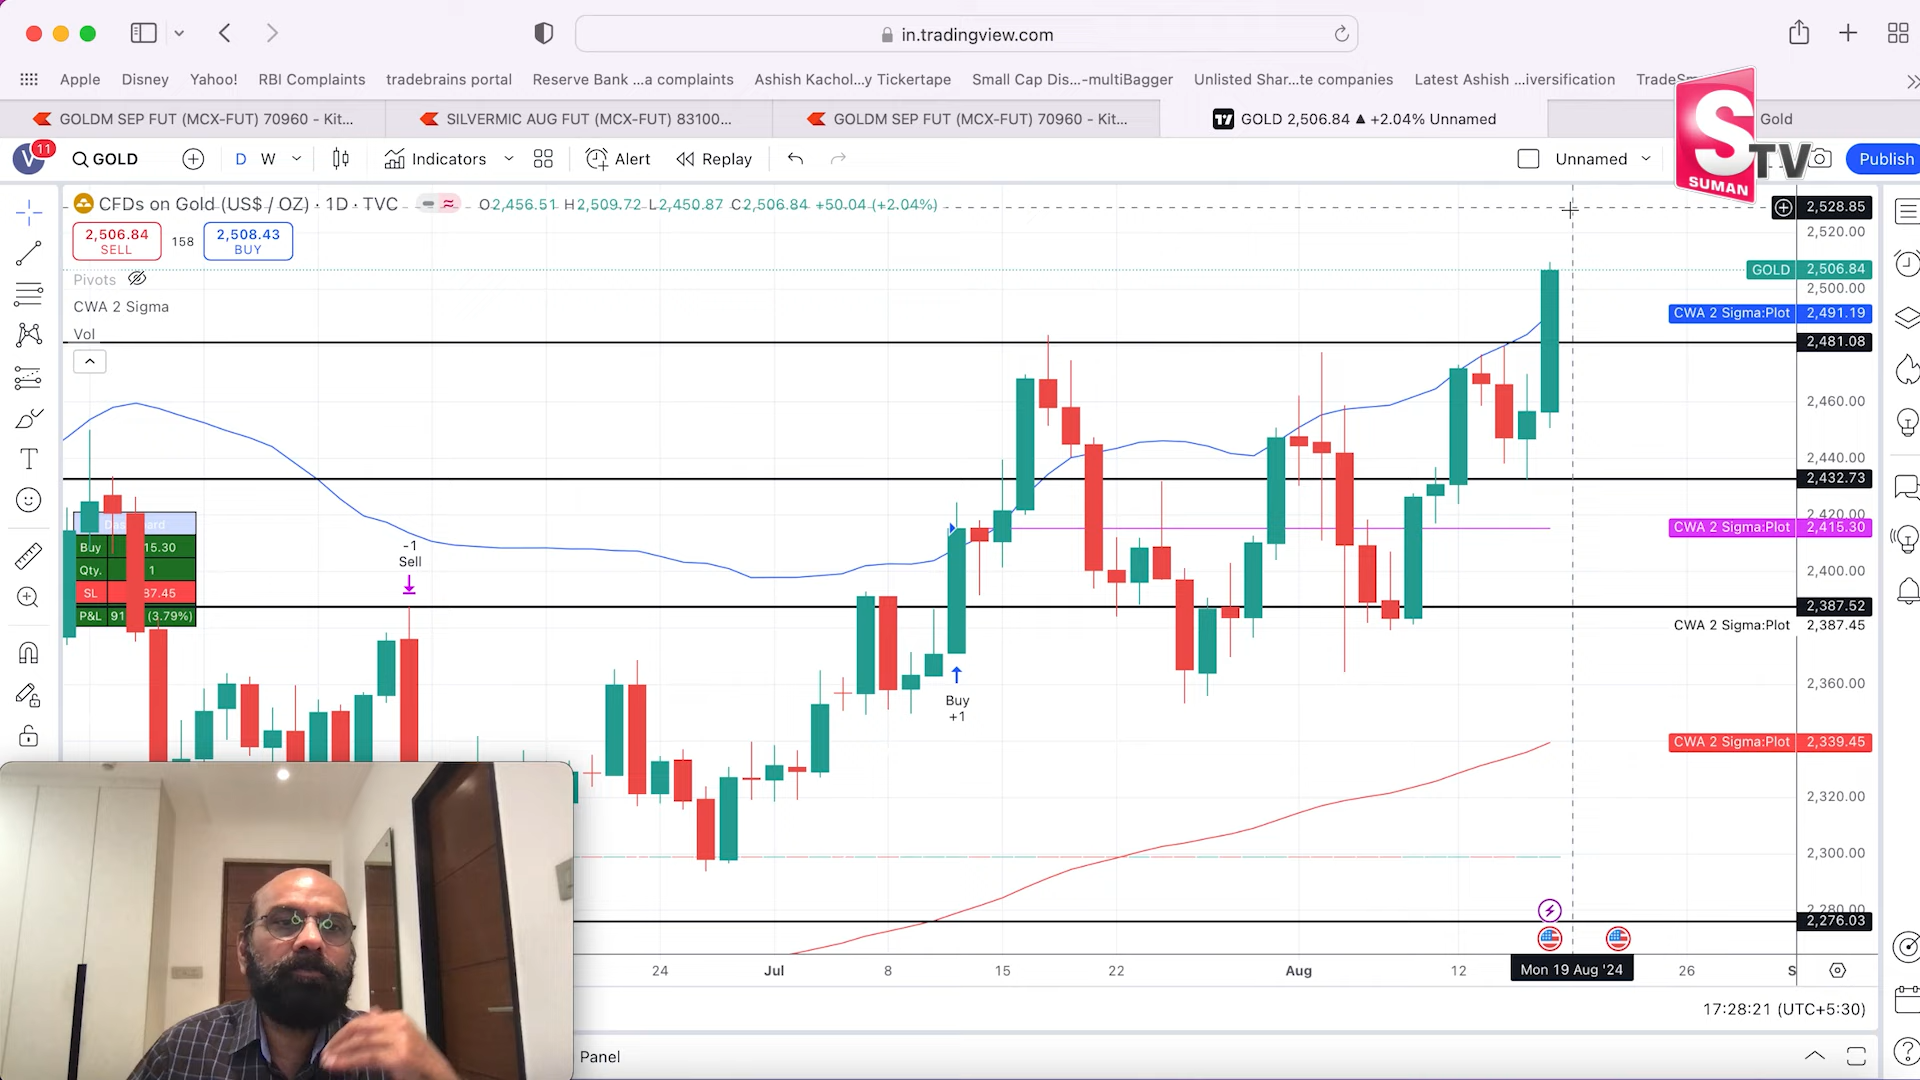 in.tradingview.com
Apple Disney Yahoo! RBI Complaints tradebrains portal Reserve Bank ...a complaints Ashish Kachol...y Tickertape Small Cap Dis...-multiBagger Unlisted Shar...te companies Latest Ashish ...iversification
GOLDM SEP FUT (MCX-FUT) 70960 - Kit... SILVERMIC AUG FUT (MCX-FUT) 83100... GOLDM SEP FUT (MCX-FUT) 70960 - Kit... GOLD 2,506.84 ▲ +2.04% Unnamed Gold
S TV
SUMAN
V 11 GOLD D W Indicators Alert Replay Unnamed Publish
CFDs on Gold (US$ / OZ) · 1D · TVC O2,456.51 H2,509.72 L2,450.87 C2,506.84 +50.04 (+2.04%)
2,528.85
2,520.00
2,506.84 158 2,508.43
SELL BUY
GOLD 2,506.84
Pivots
2,500.00
CWA 2 Sigma
CWA 2 Sigma:Plot 2,491.19
Vol
2,481.08
2,460.00
2,440.00
2,432.73
2,420.00
CWA 2 Sigma:Plot 2,415.30
Buy 15.30
-1
Sell
Qty. 1
2,400.00
SL 87.45
2,387.52
P&L 91 (3.79%)
CWA 2 Sigma:Plot 2,387.45
2,360.00
Buy
+1
CWA 2 Sigma:Plot 2,339.45
2,320.00
2,300.00
2,280.00
2,276.03
24 Jul 8 15 22 Aug 12 Mon 19 Aug '24 26 S
17:28:21 (UTC+5:30)
Panel